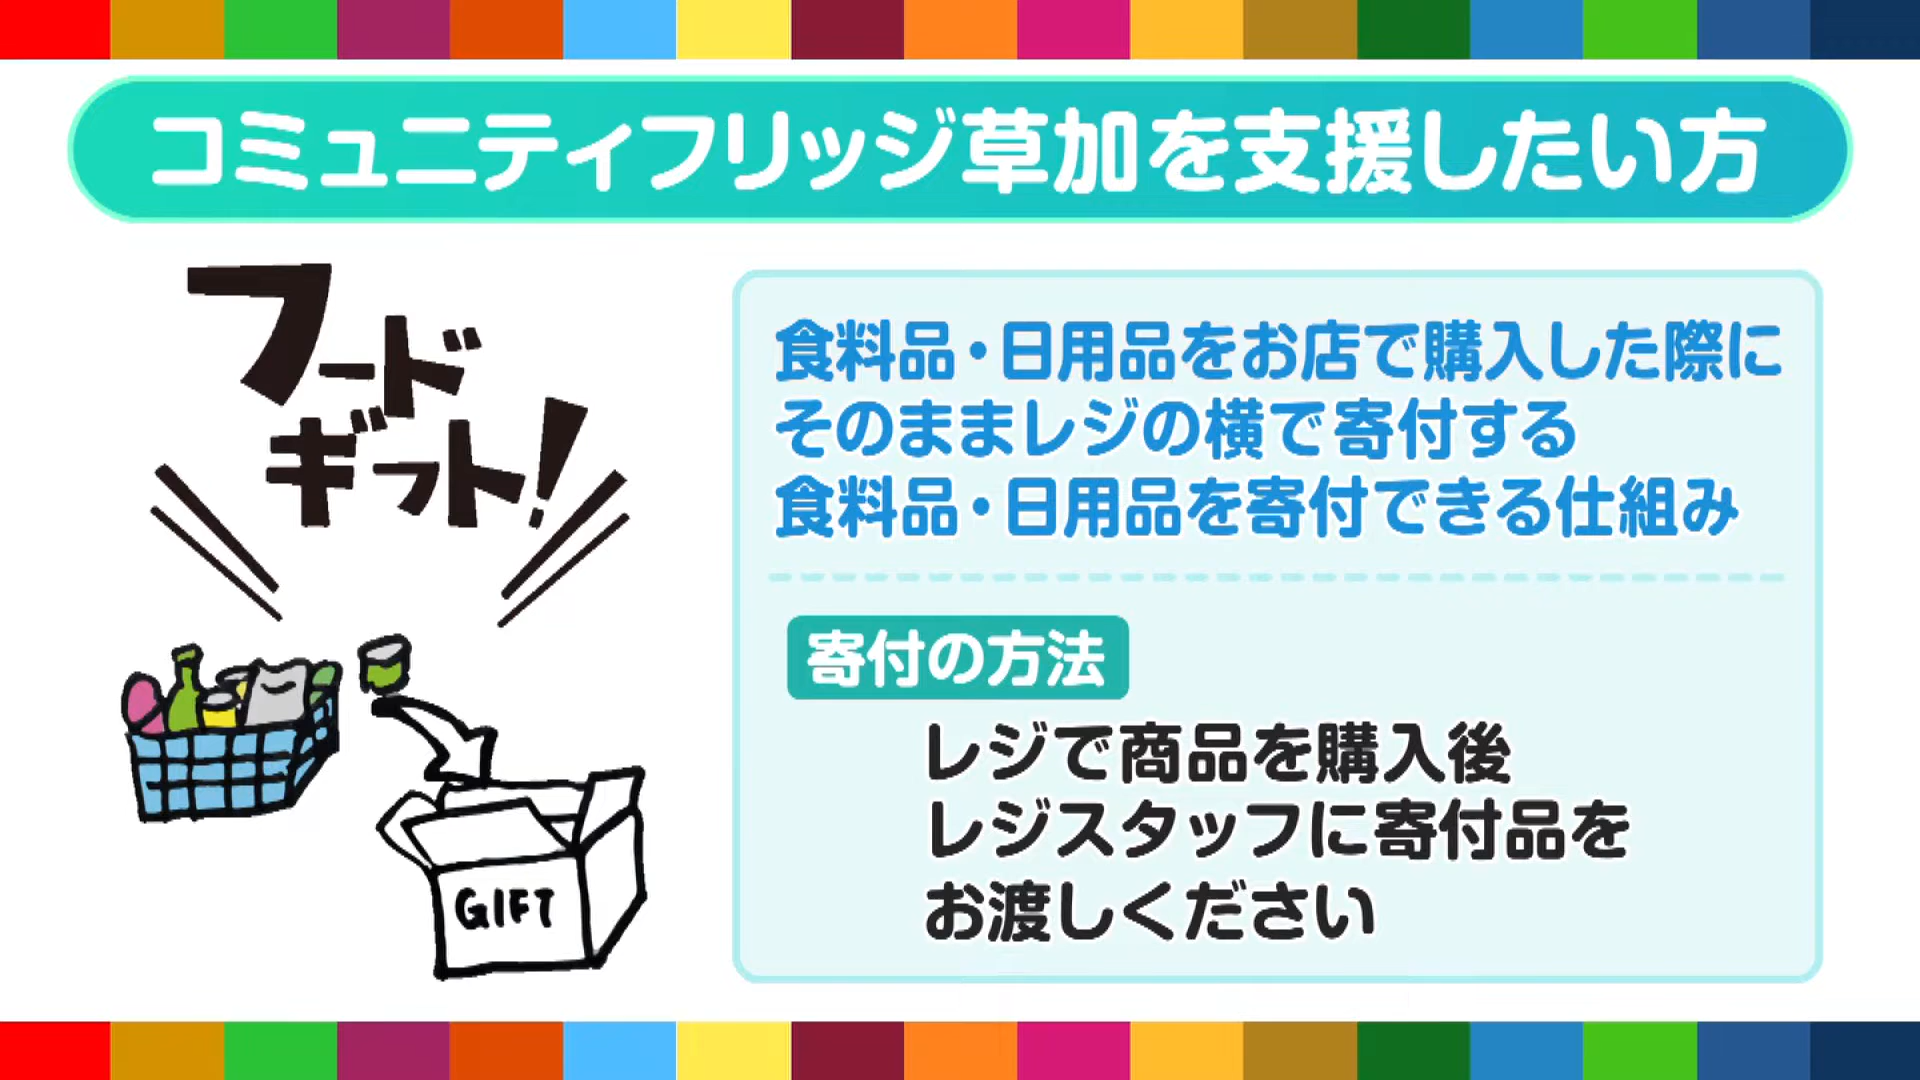 コミュニティフリッジ草加を支援したい方
フード
ギフト!
食料品・日用品をお店で購入した際に
そのままレジの横で寄付する
食料品・日用品を寄付できる仕組み
寄付の方法
レジで商品を購入後
レジスタッフに寄付品を
お渡しください
GIFT